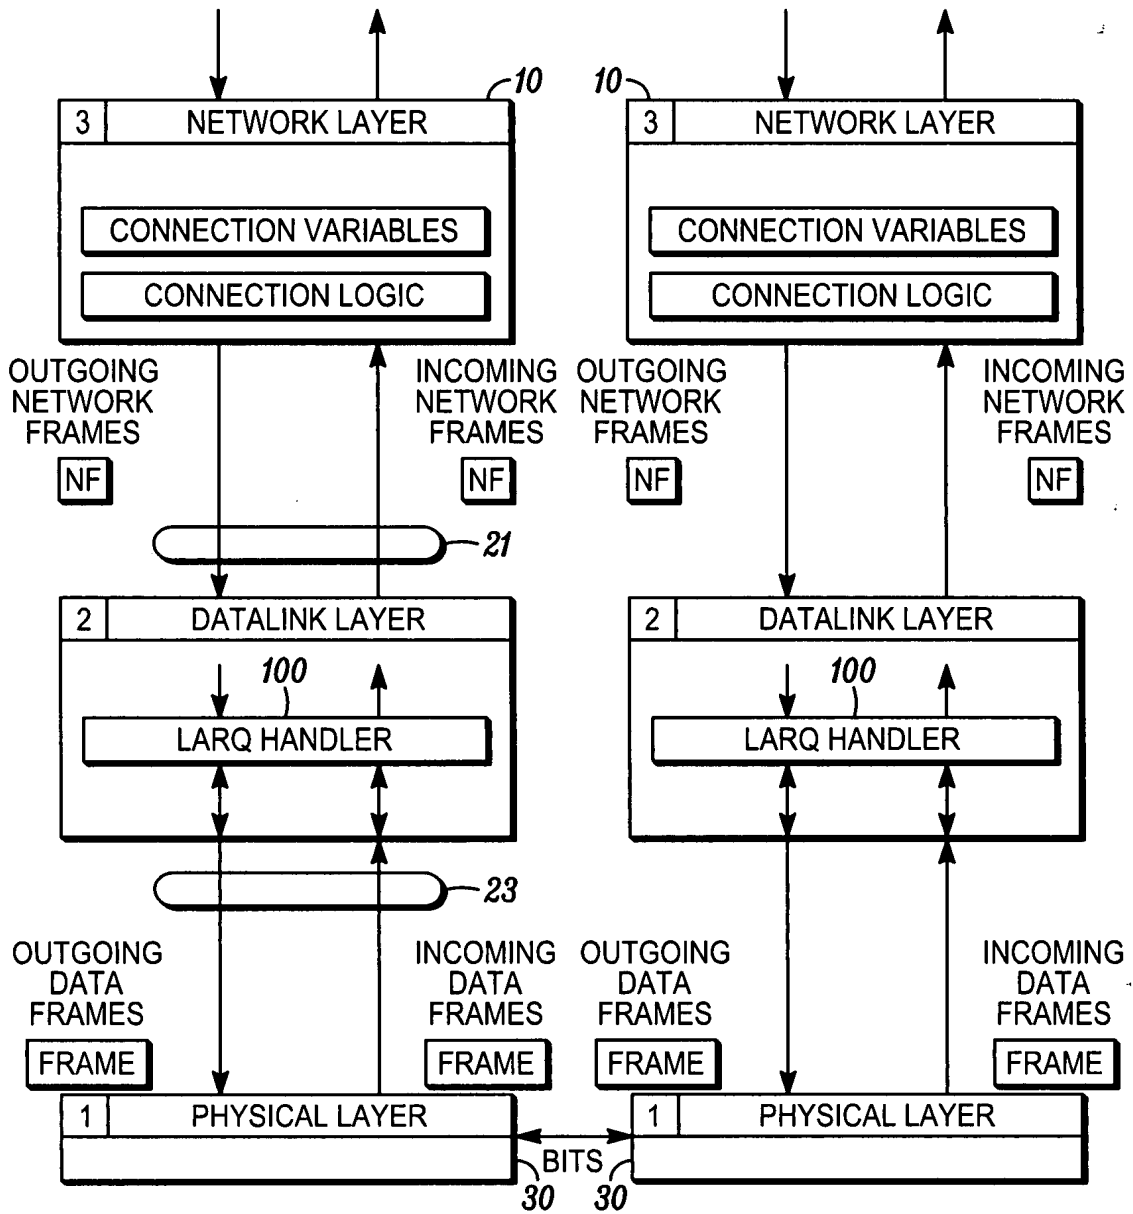 10 10
3 NETWORK LAYER 3 NETWORK LAYER
CONNECTION VARIABLES CONNECTION VARIABLES
CONNECTION LOGIC CONNECTION LOGIC
OUTGOING INCOMING OUTGOING INCOMING
NETWORK NETWORK NETWORK NETWORK
FRAMES FRAMES FRAMES FRAMES
NF NF NF NF
21
2 DATALINK LAYER 2 DATALINK LAYER
100 100
LARQ HANDLER LARQ HANDLER
23
OUTGOING INCOMING OUTGOING INCOMING
DATA DATA DATA DATA
FRAMES FRAMES FRAMES FRAMES
FRAME FRAME FRAME FRAME
1 PHYSICAL LAYER 1 PHYSICAL LAYER
BITS
30 30